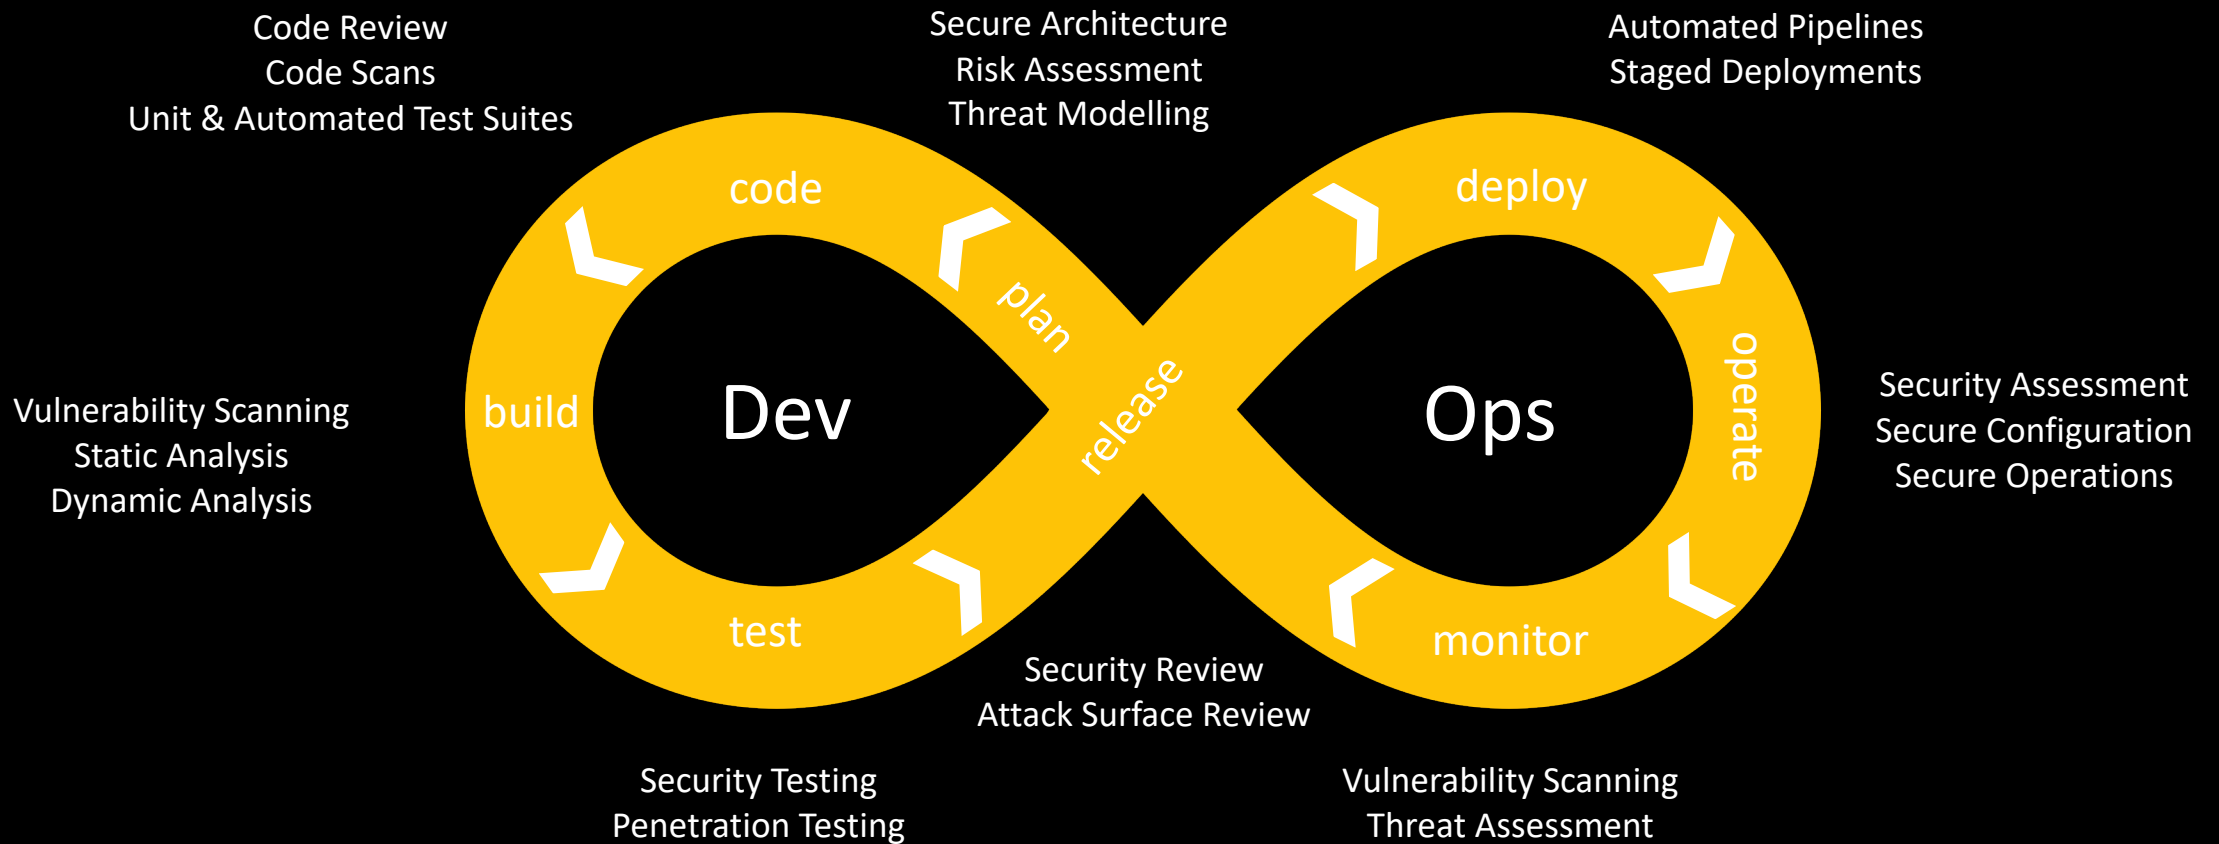 Code Review
Code Scans
Unit & Automated Test Suites
Secure Architecture
Risk Assessment
Threat Modelling
Automated Pipelines
Staged Deployments
code
plan
deploy
Vulnerability Scanning
Static Analysis
Dynamic Analysis
build
Dev
release
Ops
operate
Security Assessment
Secure Configuration
Secure Operations
test
monitor
Security Review
Attack Surface Review
Security Testing
Penetration Testing
Vulnerability Scanning
Threat Assessment